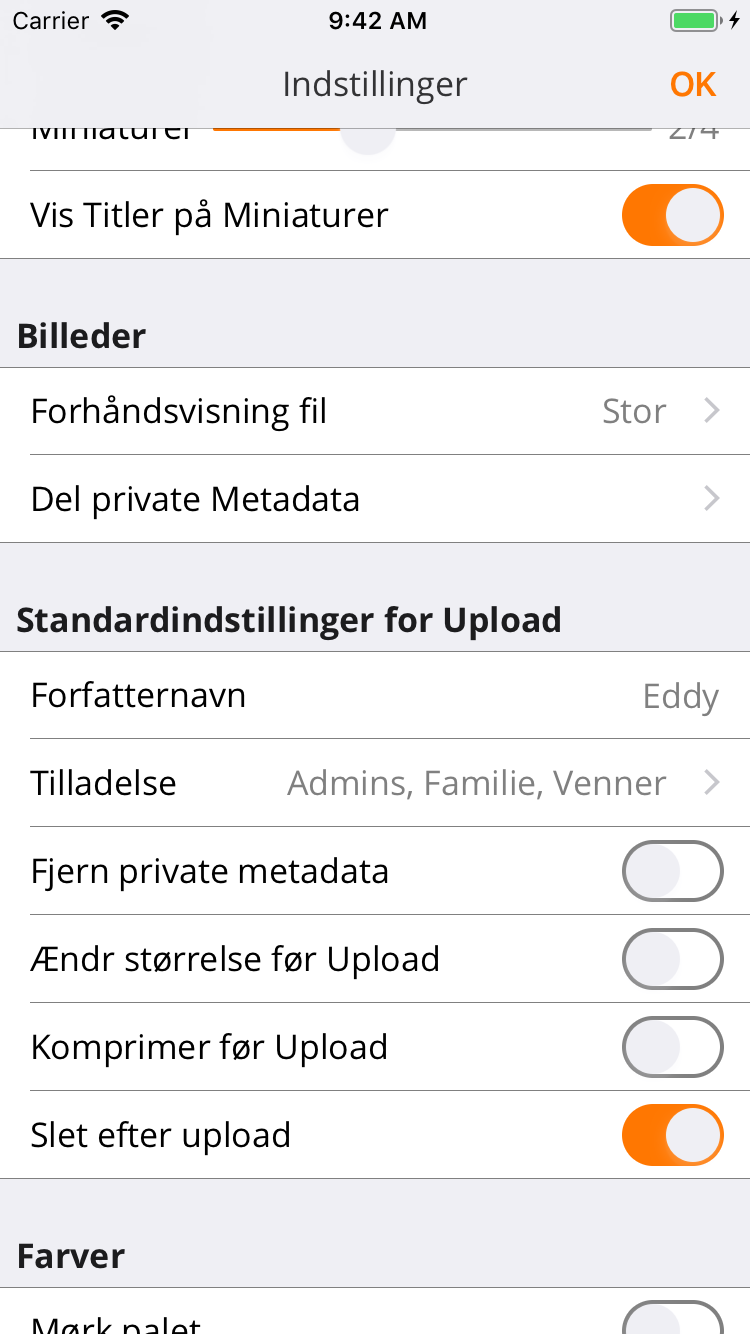 Carrier 9:42 AM
Indstillinger OK
Miniaturer 2/4
Vis Titler på Miniaturer
Billeder
Forhåndsvisning fil Stor
Del private Metadata
Standardindstillinger for Upload
Forfatternavn Eddy
Tilladelse Admins, Familie, Venner
Fjern private metadata
Ændr størrelse før Upload
Komprimer før Upload
Slet efter upload
Farver
Mørk palet